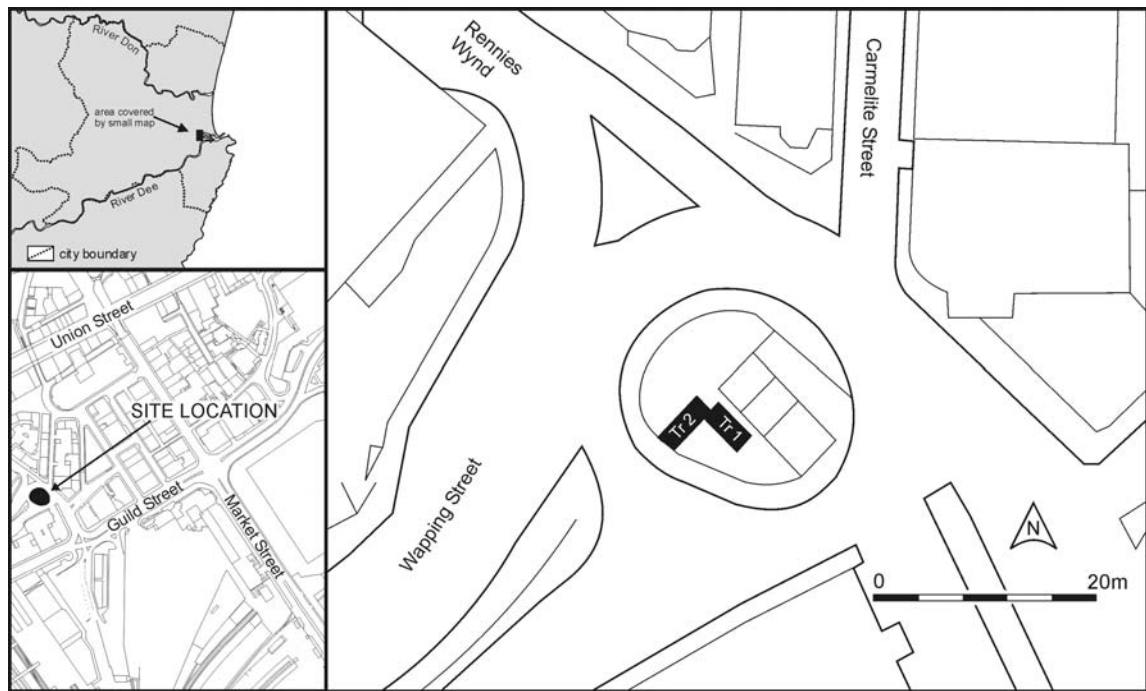 River Don
area covered
by small map
River Dee
city boundary
Union Street
SITE LOCATION
Guild Street
Market Street
Rennies
Wynd
Carmelite Street
Tr 2
Tr 1
Wapping Street
N
0
20m